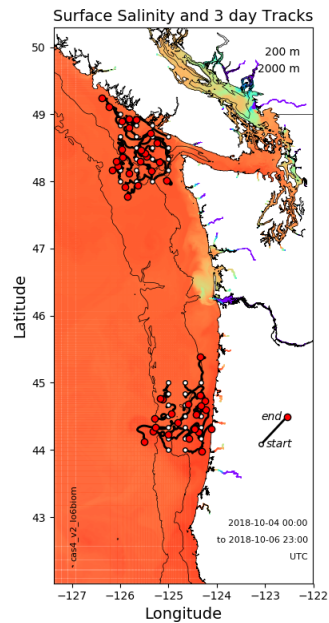 Surface Salinity and 3 day Tracks
50
200 m
2000 m
49
48
47
46
45
end
start
44
43
2018-10-04 00:00
to 2018-10-06 23:00
UTC
cas4_v2_lo6biom
Latitude
−127
−126
−125
−124
−123
−122
Longitude